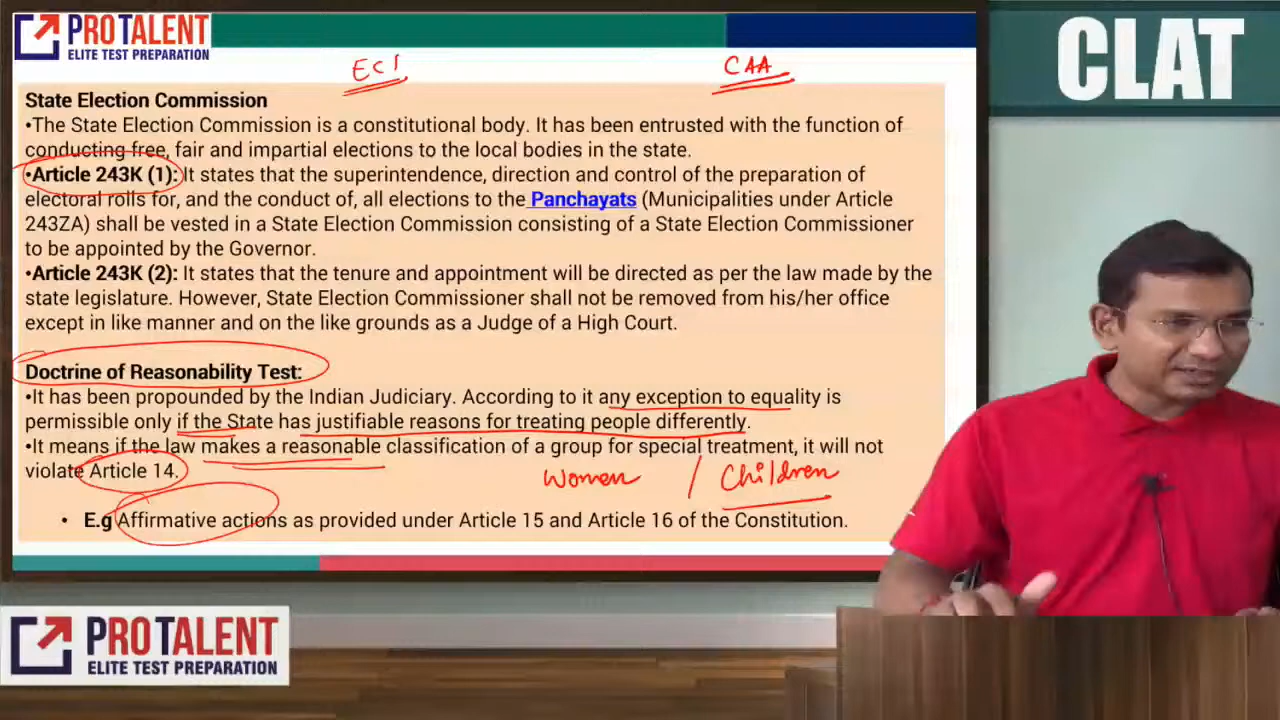 PROTALENT
ELITE TEST PREPARATION
CLAT
ECI
CAA
State Election Commission
•The State Election Commission is a constitutional body. It has been entrusted with the function of
conducting free, fair and impartial elections to the local bodies in the state.
•Article 243K (1): It states that the superintendence, direction and control of the preparation of
electoral rolls for, and the conduct of, all elections to the Panchayats (Municipalities under Article
243ZA) shall be vested in a State Election Commission consisting of a State Election Commissioner
to be appointed by the Governor.
•Article 243K (2): It states that the tenure and appointment will be directed as per the law made by the
state legislature. However, State Election Commissioner shall not be removed from his/her office
except in like manner and on the like grounds as a Judge of a High Court.
Doctrine of Reasonability Test:
•It has been propounded by the Indian Judiciary. According to it any exception to equality is
permissible only if the State has justifiable reasons for treating people differently.
•It means if the law makes a reasonable classification of a group for special treatment, it will not
violate Article 14.
Women / Children
• E.g Affirmative actions as provided under Article 15 and Article 16 of the Constitution.
PROTALENT
ELITE TEST PREPARATION